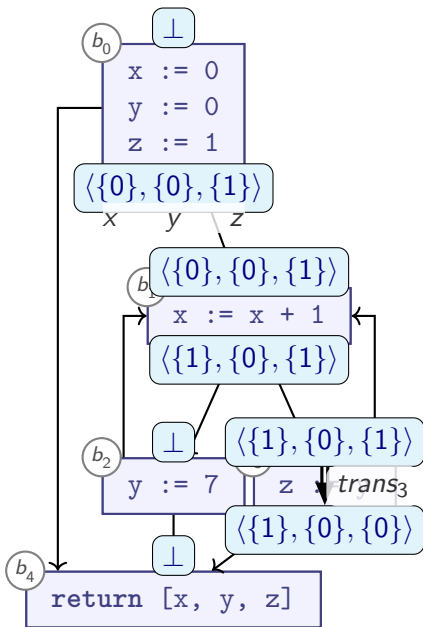 ⊥
b0
x := 0
y := 0
z := 1
⟨{0}, {0}, {1}⟩
x y z
⟨{0}, {0}, {1}⟩
x := x + 1
⟨{1}, {0}, {1}⟩
⊥
⟨{1}, {0}, {1}⟩
b2
y := 7
z :=
trans3
⊥
⟨{1}, {0}, {0}⟩
b4
return [x, y, z]